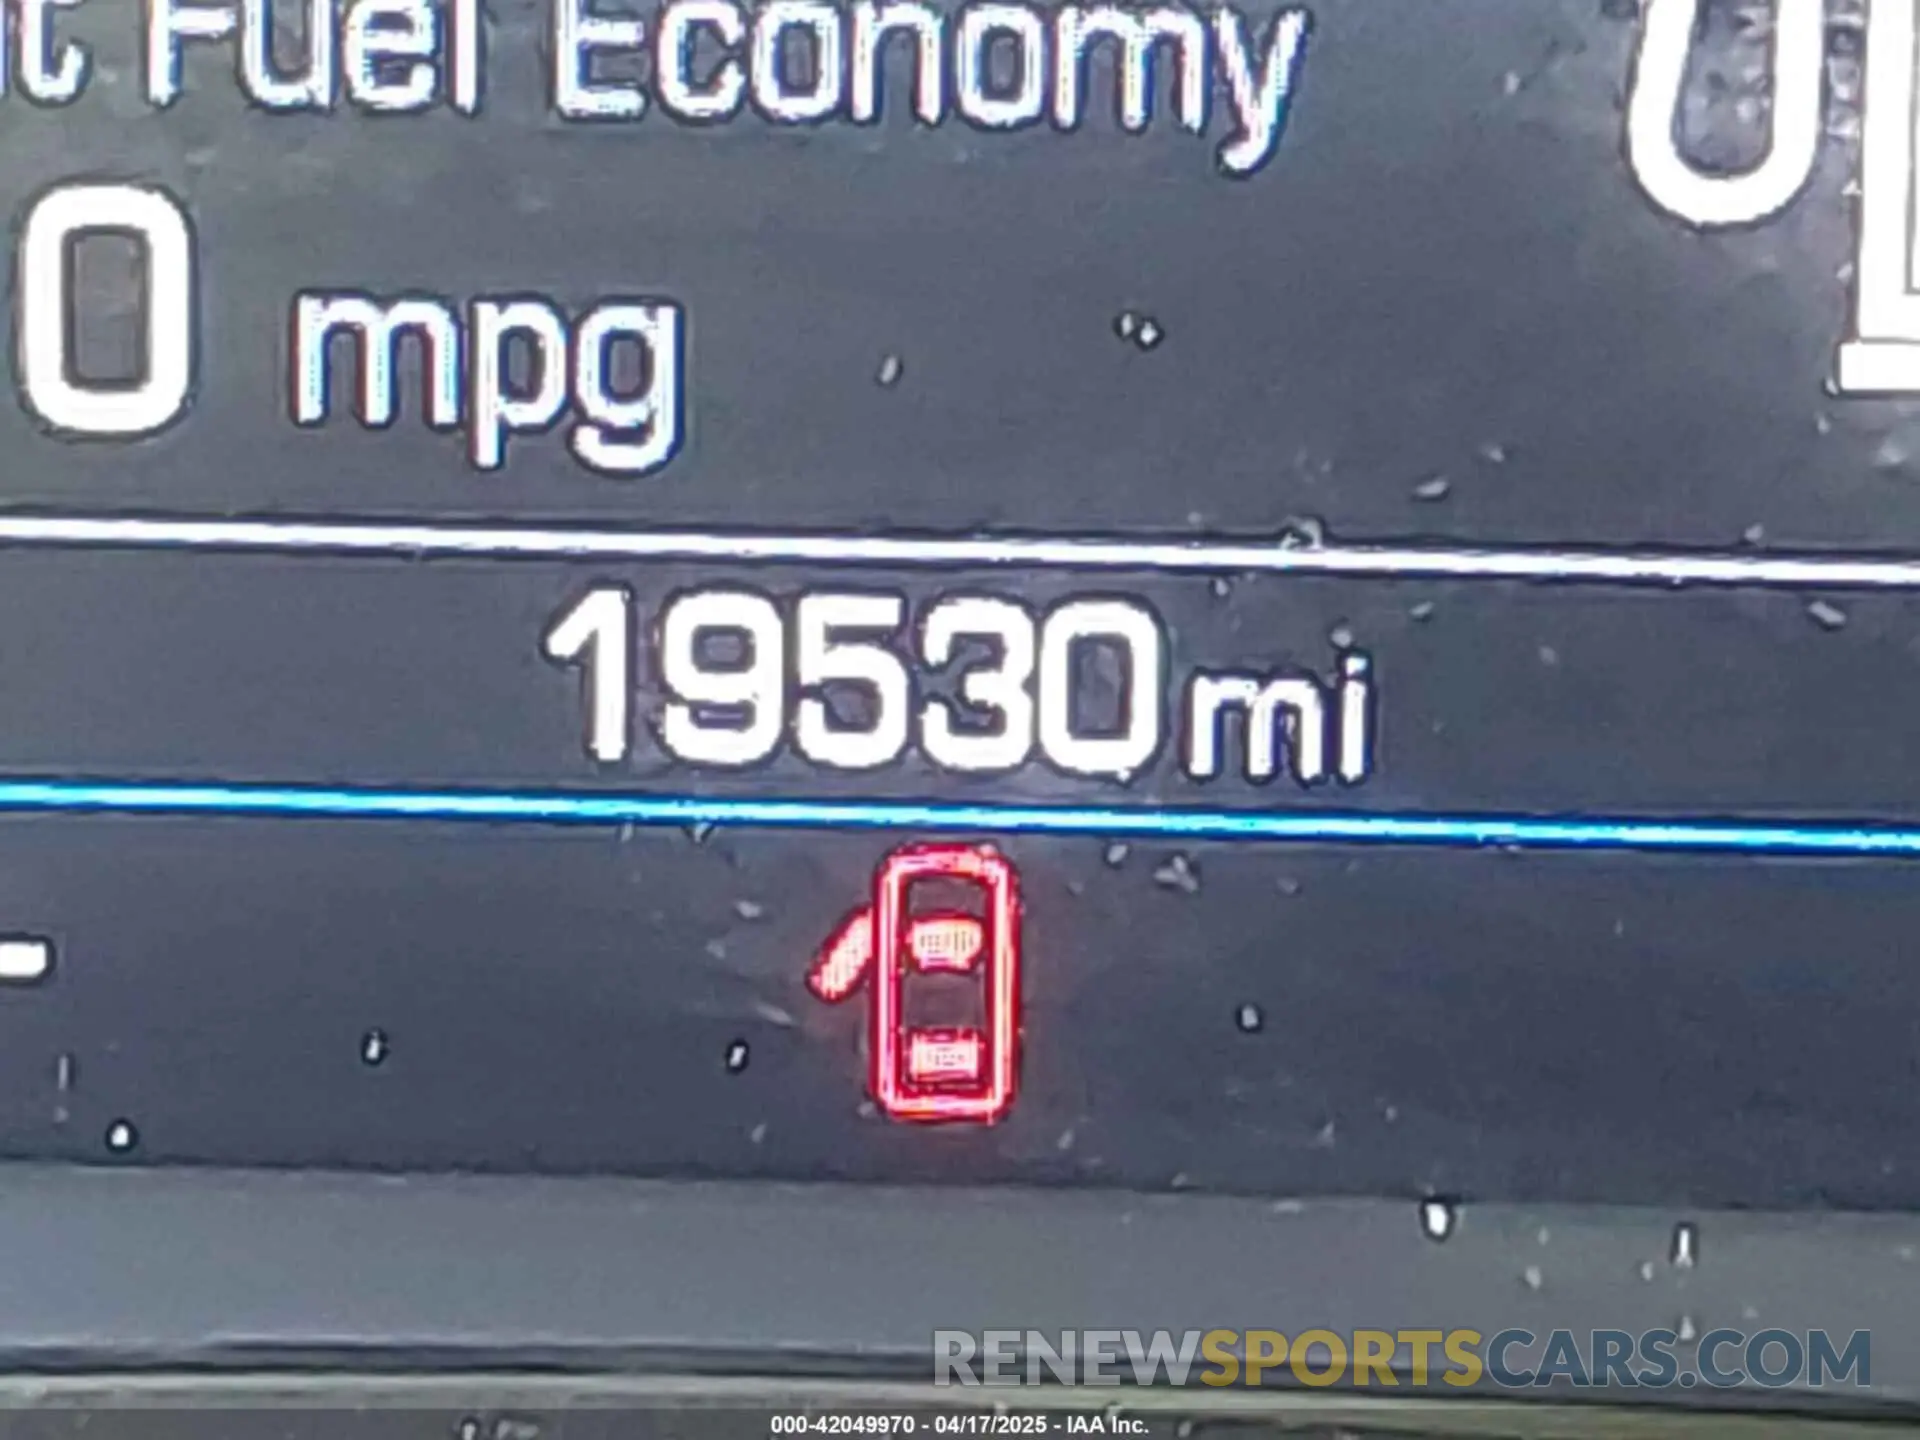 Fuel Economy
0 mpg
19530 mi
RENEWSPORTSCARS.COM
000-42049970 - 04/17/2025 - IAA Inc.